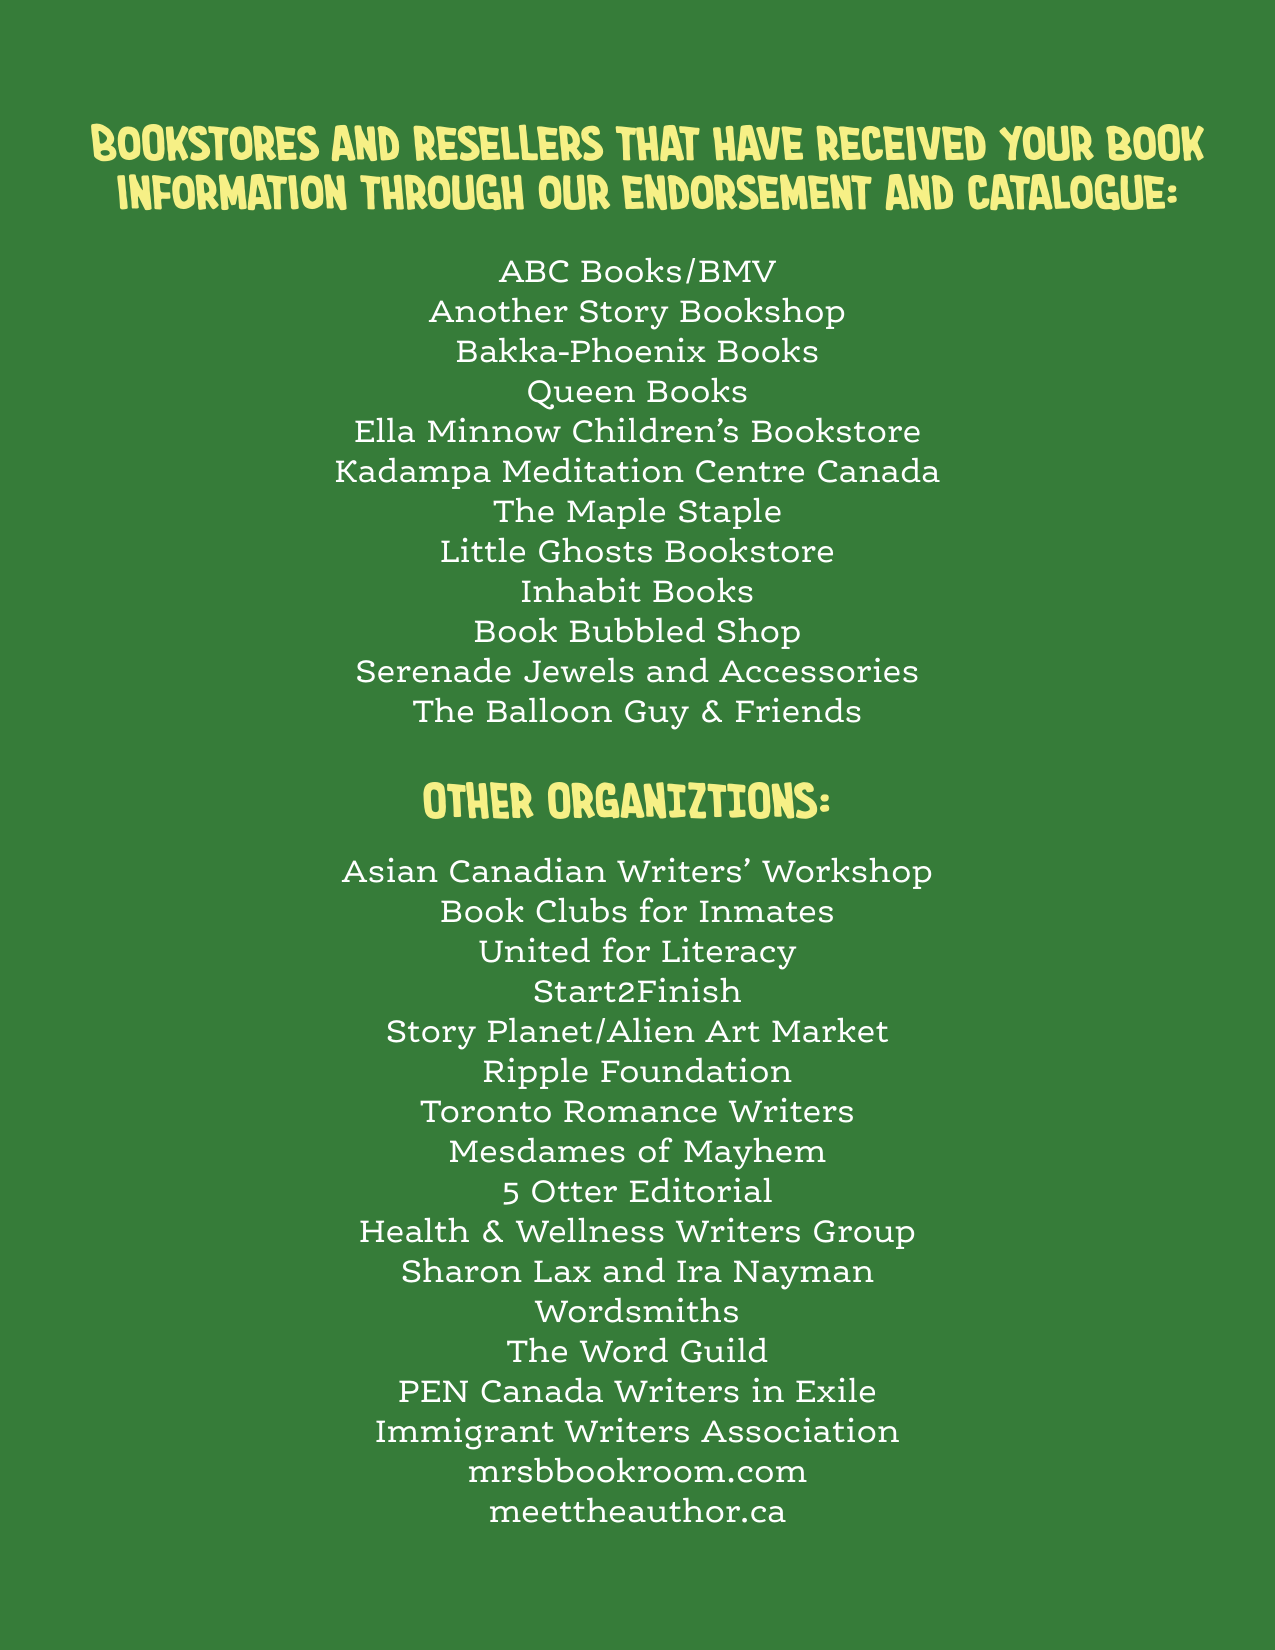 BOOKSTORES AND RESELLERS THAT HAVE RECEIVED YOUR BOOK
INFORMATION THROUGH OUR ENDORSEMENT AND CATALOGUE:
ABC Books/BMV
Another Story Bookshop
Bakka-Phoenix Books
Queen Books
Ella Minnow Children’s Bookstore
Kadampa Meditation Centre Canada
The Maple Staple
Little Ghosts Bookstore
Inhabit Books
Book Bubbled Shop
Serenade Jewels and Accessories
The Balloon Guy & Friends
OTHER ORGANIZTIONS:
Asian Canadian Writers’ Workshop
Book Clubs for Inmates
United for Literacy
Start2Finish
Story Planet/Alien Art Market
Ripple Foundation
Toronto Romance Writers
Mesdames of Mayhem
5 Otter Editorial
Health & Wellness Writers Group
Sharon Lax and Ira Nayman
Wordsmiths
The Word Guild
PEN Canada Writers in Exile
Immigrant Writers Association
mrsbbookroom.com
meettheauthor.ca